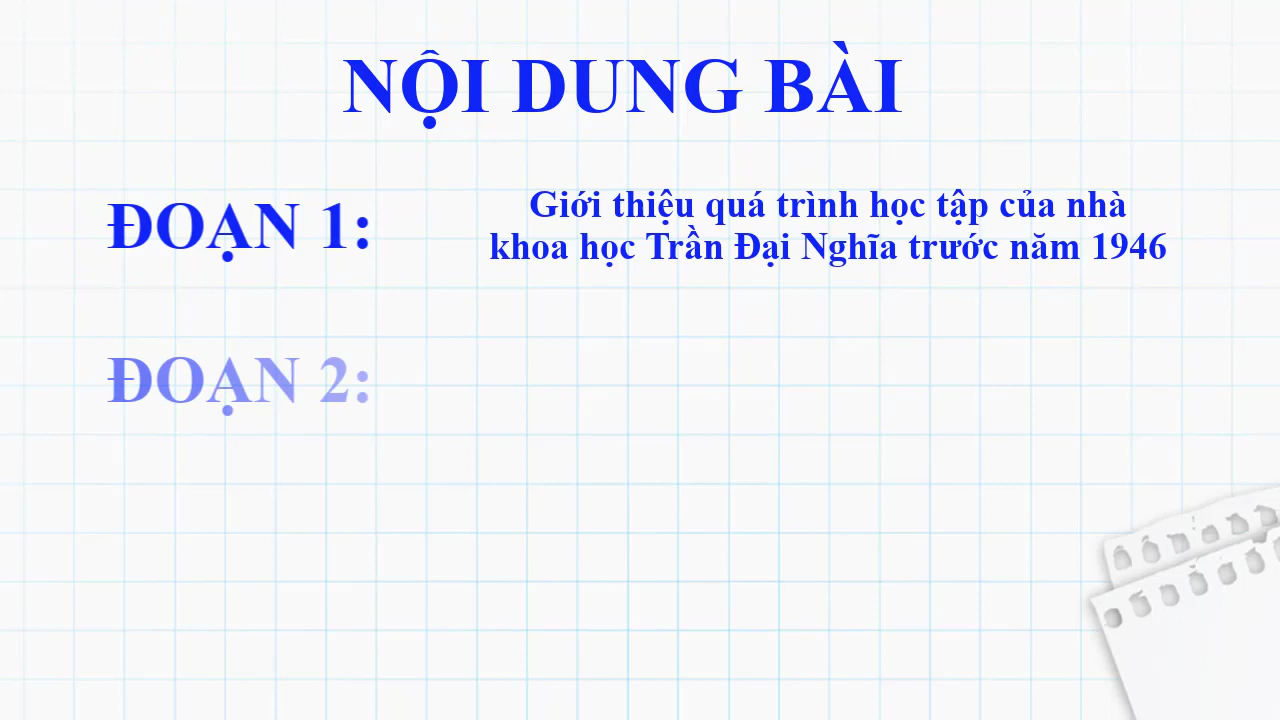 NỘI DUNG BÀI
ĐOẠN 1:
Giới thiệu quá trình học tập của nhà
khoa học Trần Đại Nghĩa trước năm 1946
ĐOẠN 2: